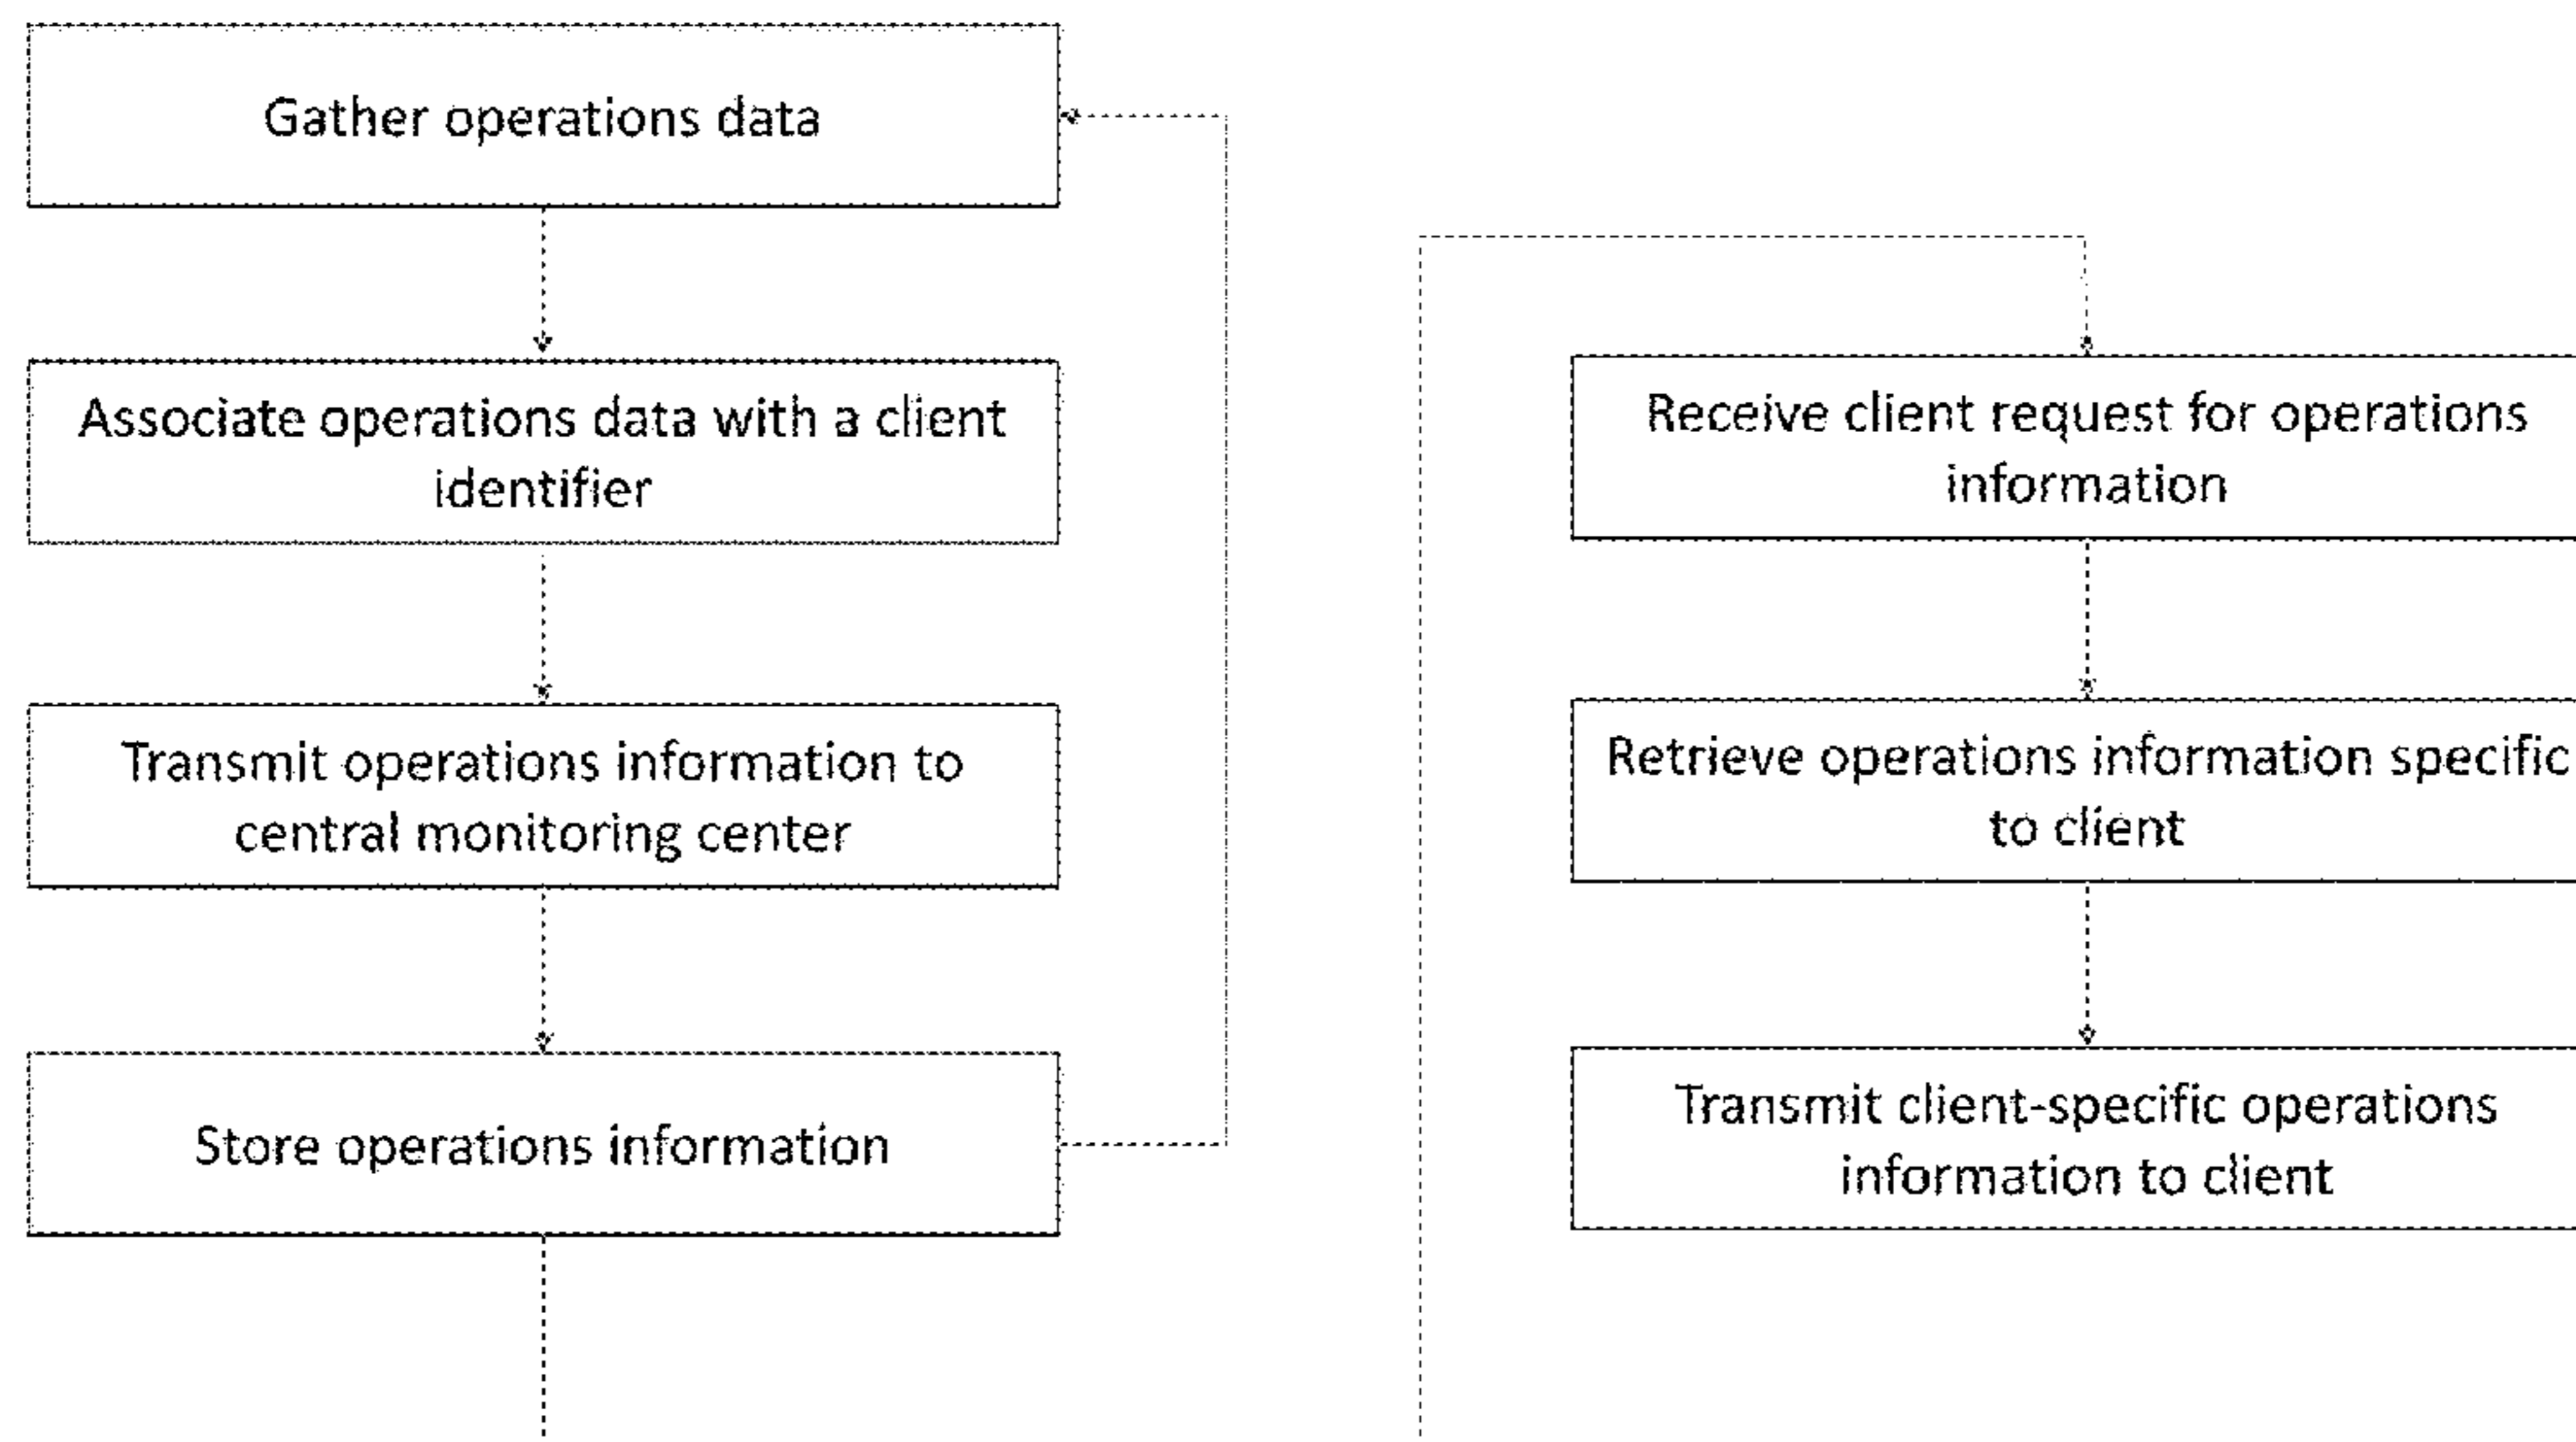 Gather operations data
Associate operations data with a client
identifier
Transmit operations information to
central monitoring center
Store operations information
Receive client request for operations
information
Retrieve operations information specific
to client
Transmit client-specific operations
information to client